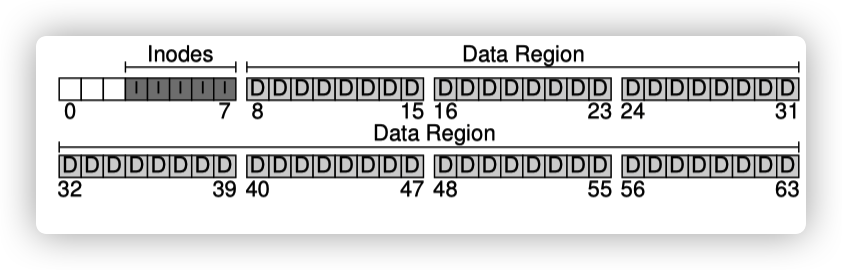 Inodes Data Region
I I I I I D D D D D D D D D D D D D D D D D D D D D D D D
0 7 8 15 16 23 24 31
Data Region
D D D D D D D D D D D D D D D D D D D D D D D D D D D D D D D D
32 39 40 47 48 55 56 63